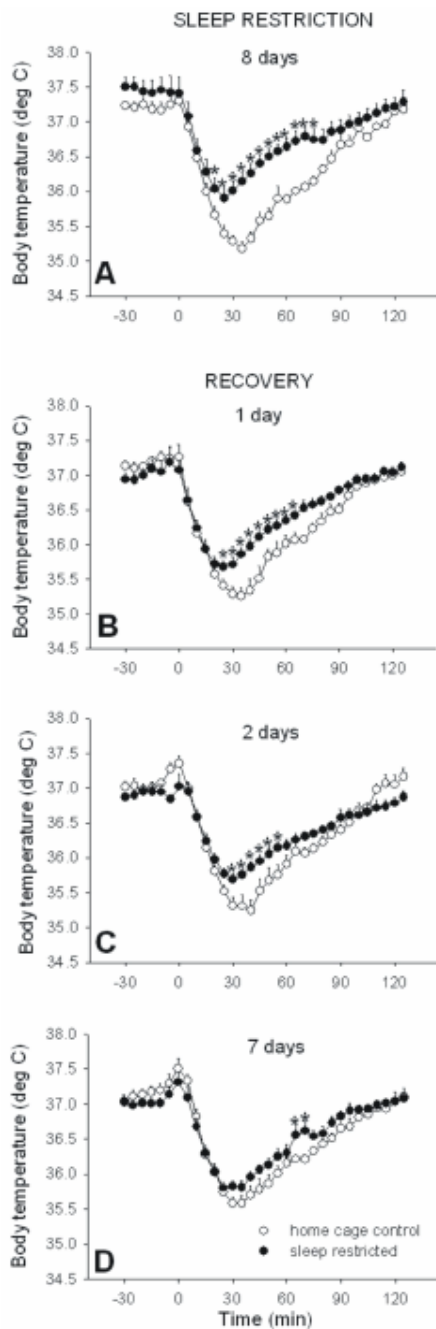 SLEEP RESTRICTION
8 days
Body temperature (deg C)
38.0
37.5
37.0
36.5
36.0
35.5
35.0
34.5
A
-30 0 30 60 90 120
RECOVERY
1 day
Body temperature (deg C)
38.0
37.5
37.0
36.5
36.0
35.5
35.0
34.5
B
-30 0 30 60 90 120
2 days
Body temperature (deg C)
38.0
37.5
37.0
36.5
36.0
35.5
35.0
34.5
C
-30 0 30 60 90 120
7 days
Body temperature (deg C)
38.0
37.5
37.0
36.5
36.0
35.5
35.0
34.5
home cage control
sleep restricted
D
-30 0 30 60 90 120
Time (min)